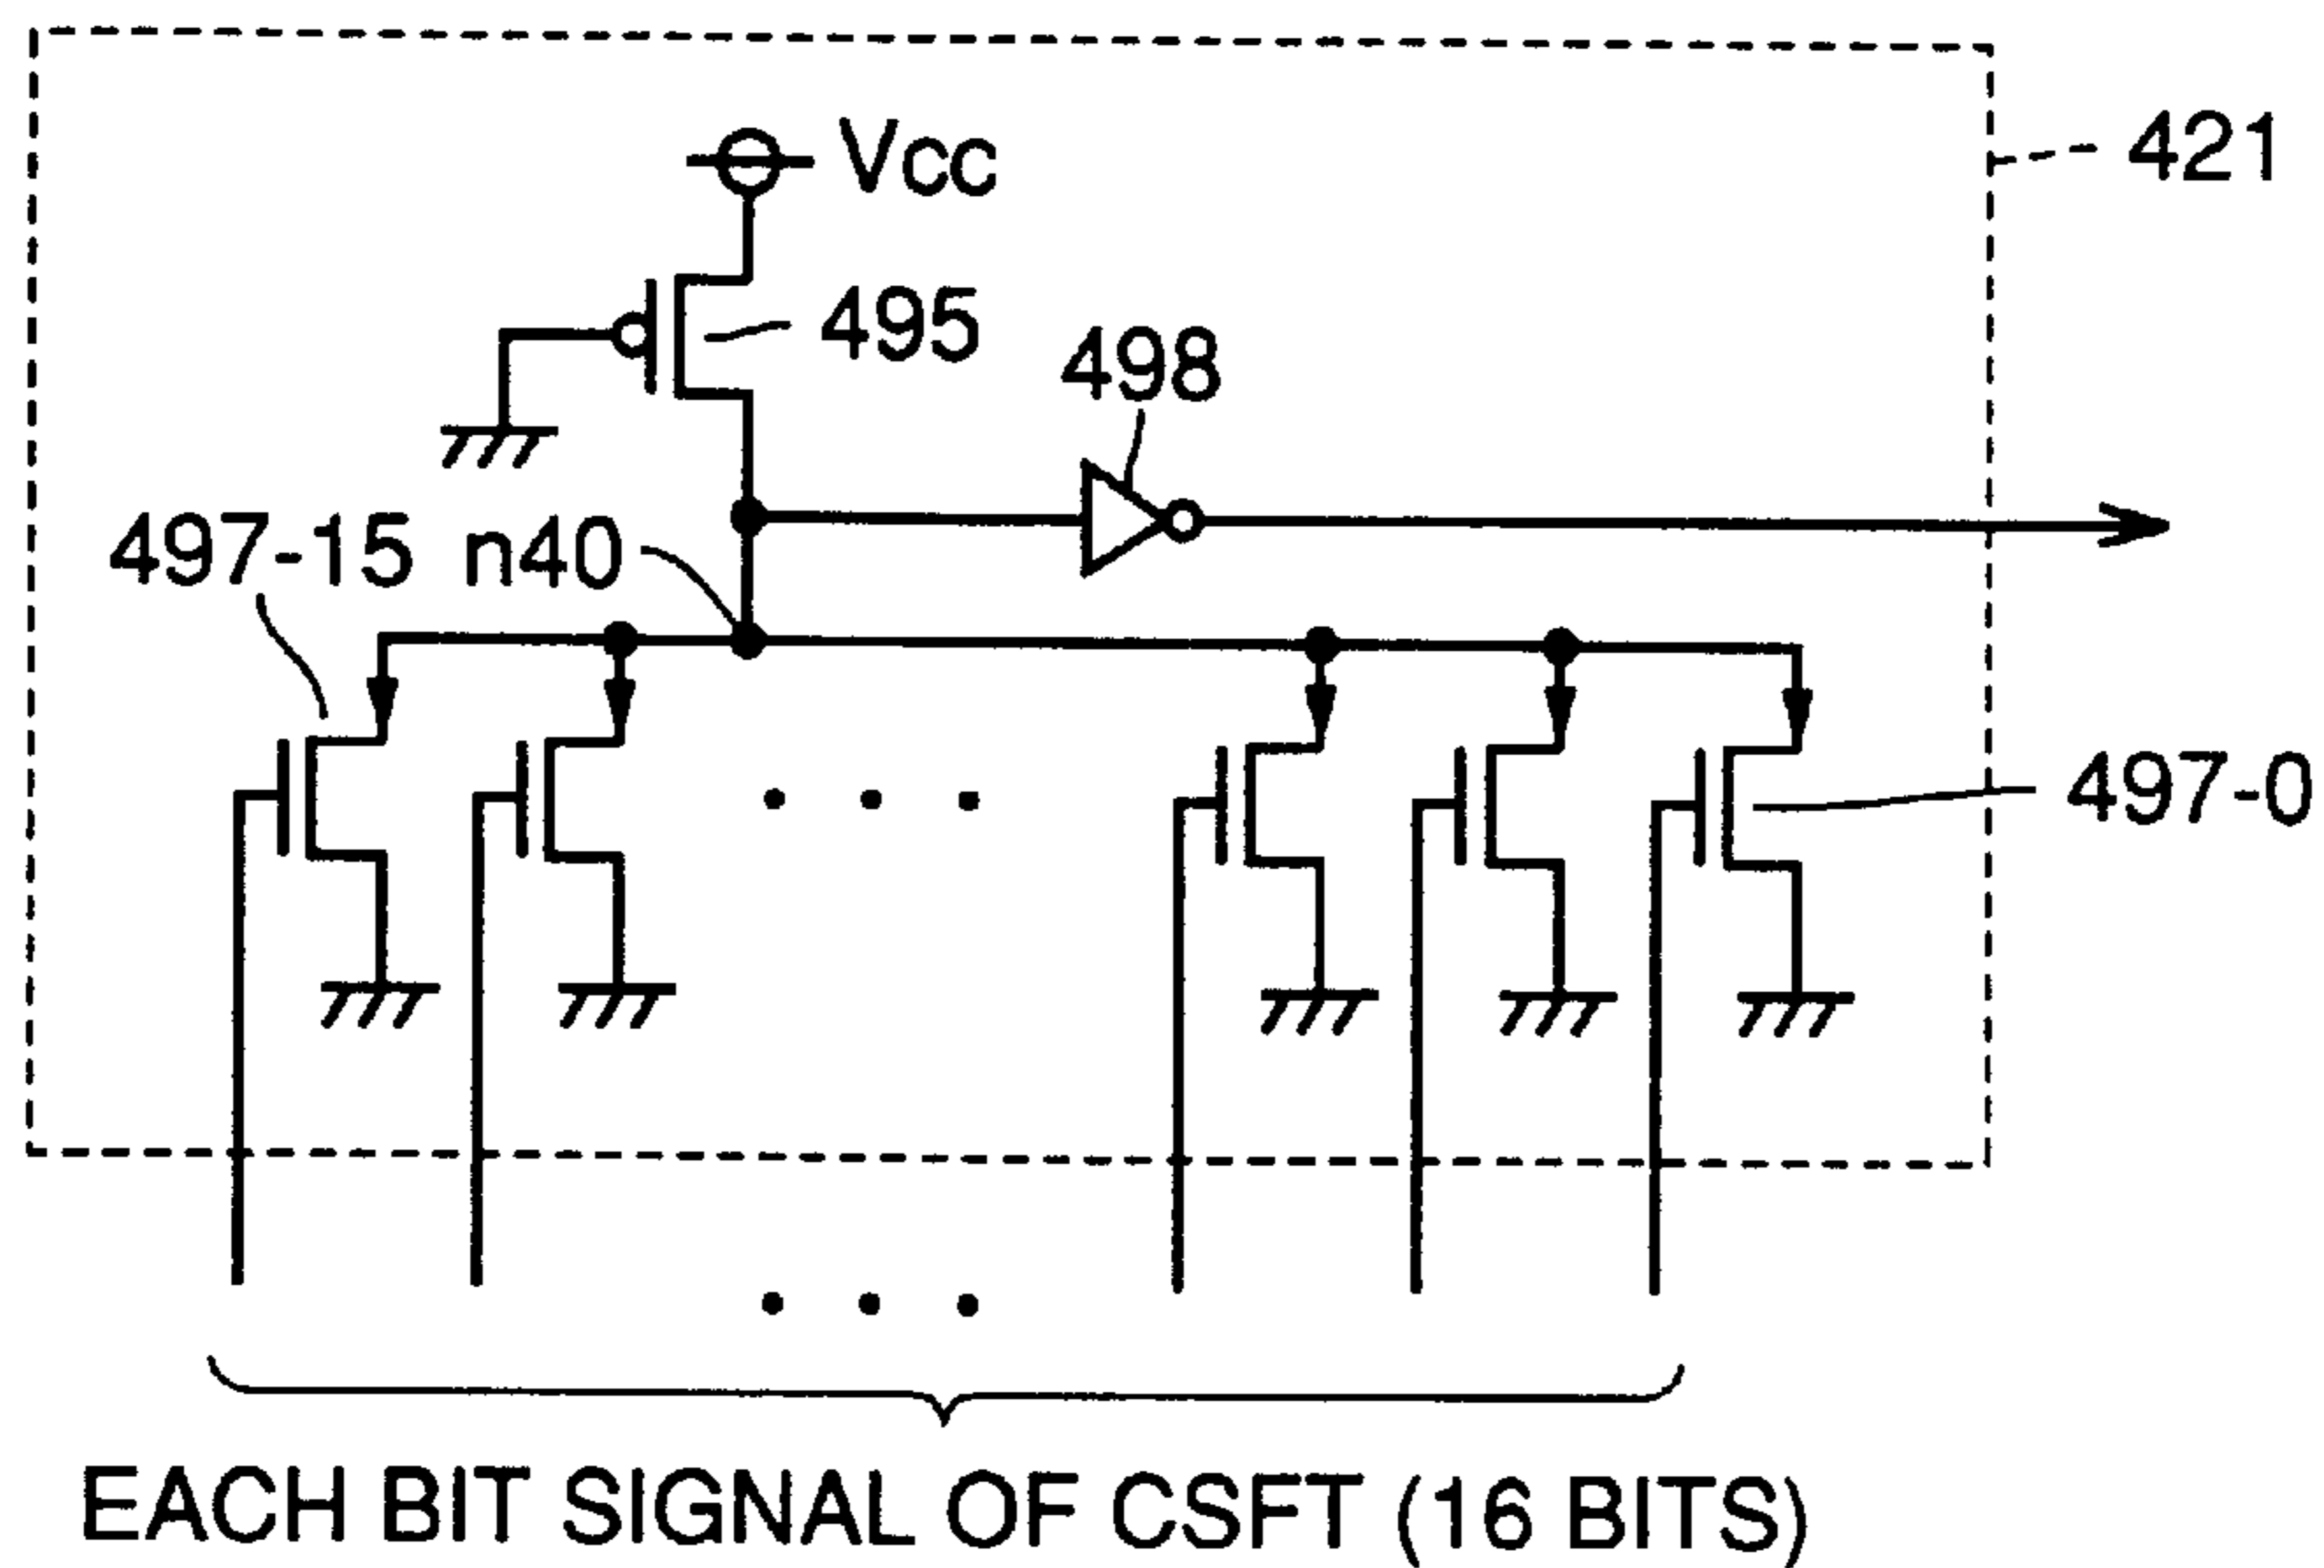 421
Vcc
495
498
497-15 n40
497-0
EACH BIT SIGNAL OF CSFT (16 BITS)